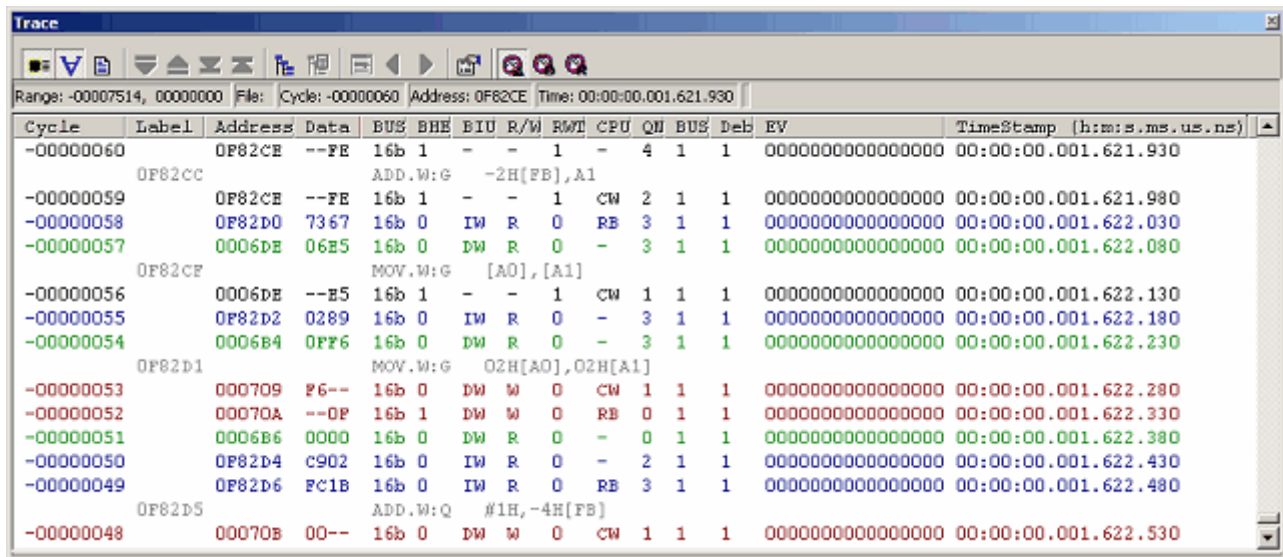 Trace
Range: -00007514, 00000000 File: Cycle: -00000060 Address: 0F82CE Time: 00:00:00.001.621.930
Cycle Label Address Data BUS BHE BIU R/W RWT CPU QN BUS Deb EV TimeStamp (h:m:s.ms.us.ns)
-00000060 0F82CE --FE 16b 1 - - 1 - 4 1 1 0000000000000000 00:00:00.001.621.930
0F82CC ADD.W:G -2H[FB],A1
-00000059 0F82CE --FE 16b 1 - - 1 CW 2 1 1 0000000000000000 00:00:00.001.621.980
-00000058 0F82D0 7367 16b 0 IW R 0 RB 3 1 1 0000000000000000 00:00:00.001.622.030
-00000057 0006DE 06E5 16b 0 DW R 0 - 3 1 1 0000000000000000 00:00:00.001.622.080
0F82CF MOV.W:G [A0],[A1]
-00000056 0006DE --E5 16b 1 - - 1 CW 1 1 1 0000000000000000 00:00:00.001.622.130
-00000055 0F82D2 0289 16b 0 IW R 0 - 3 1 1 0000000000000000 00:00:00.001.622.180
-00000054 0006B4 0FF6 16b 0 DW R 0 - 3 1 1 0000000000000000 00:00:00.001.622.230
0F82D1 MOV.W:G 02H[A0],02H[A1]
-00000053 000709 F6-- 16b 0 DW W 0 CW 1 1 1 0000000000000000 00:00:00.001.622.280
-00000052 00070A --0F 16b 1 DW W 0 RB 0 1 1 0000000000000000 00:00:00.001.622.330
-00000051 0006B6 0000 16b 0 DW R 0 - 0 1 1 0000000000000000 00:00:00.001.622.380
-00000050 0F82D4 C902 16b 0 IW R 0 - 2 1 1 0000000000000000 00:00:00.001.622.430
-00000049 0F82D6 FC1B 16b 0 IW R 0 RB 3 1 1 0000000000000000 00:00:00.001.622.480
0F82D5 ADD.W:Q #1H,-4H[FB]
-00000048 00070B 00-- 16b 0 DW W 0 CW 1 1 1 0000000000000000 00:00:00.001.622.530